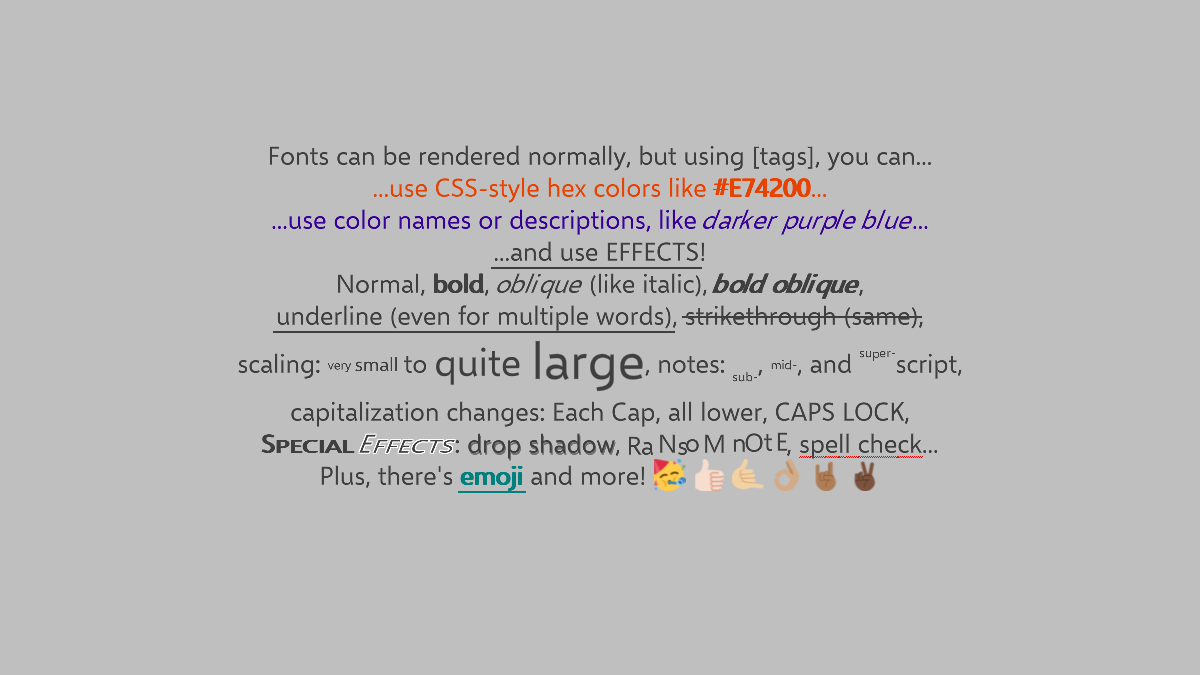 Fonts can be rendered normally, but using [tags], you can...
...use CSS-style hex colors like #E74200...
...use color names or descriptions, like darker purple blue...
...and use EFFECTS!
Normal, bold, oblique (like italic), bold oblique,
underline (even for multiple words), strikethrough (same),
scaling: very small to quite large, notes: sub-, mid-, and super-script,
capitalization changes: Each Cap, all lower, CAPS LOCK,
Special Effects: drop shadow, RaNsoM nOtE, spell check...
Plus, there's emoji and more! 🥳👍🏻🤙🏼👌🏽🤘🏾✌🏿